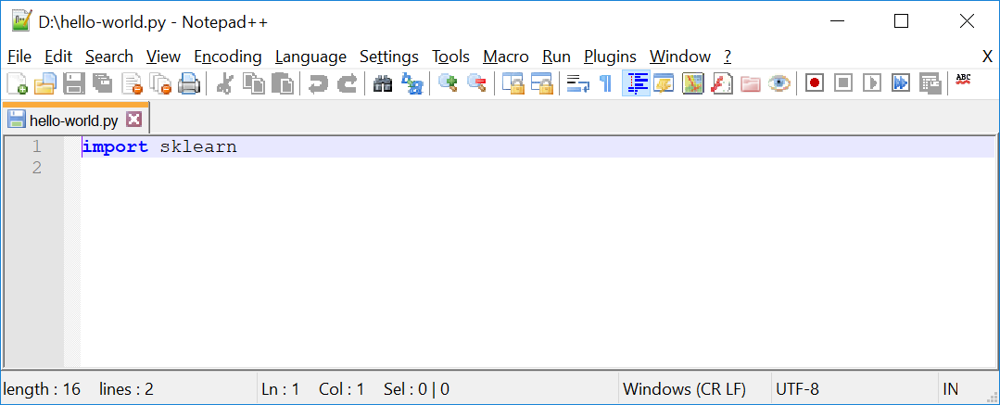 D:\hello-world.py - Notepad++
File Edit Search View Encoding Language Settings Tools Macro Run Plugins Window ? X
ABC
hello-world.py
1 import sklearn
2
length : 16 lines : 2 Ln : 1 Col : 1 Sel : 0 | 0 Windows (CR LF) UTF-8 IN